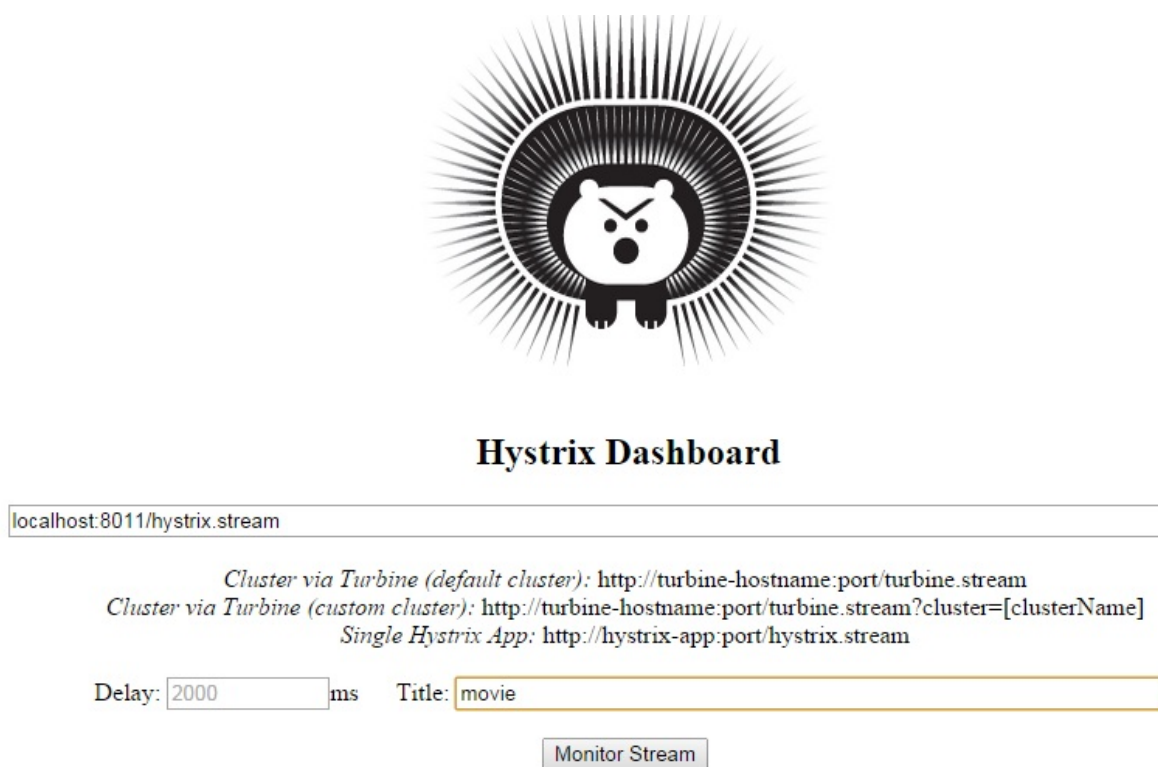 Hystrix Dashboard
localhost:8011/hystrix.stream
Cluster via Turbine (default cluster): http://turbine-hostname:port/turbine.stream
Cluster via Turbine (custom cluster): http://turbine-hostname:port/turbine.stream?cluster=[clusterName]
Single Hystrix App: http://hystrix-app:port/hystrix.stream
Delay: 2000 ms Title: movie
Monitor Stream